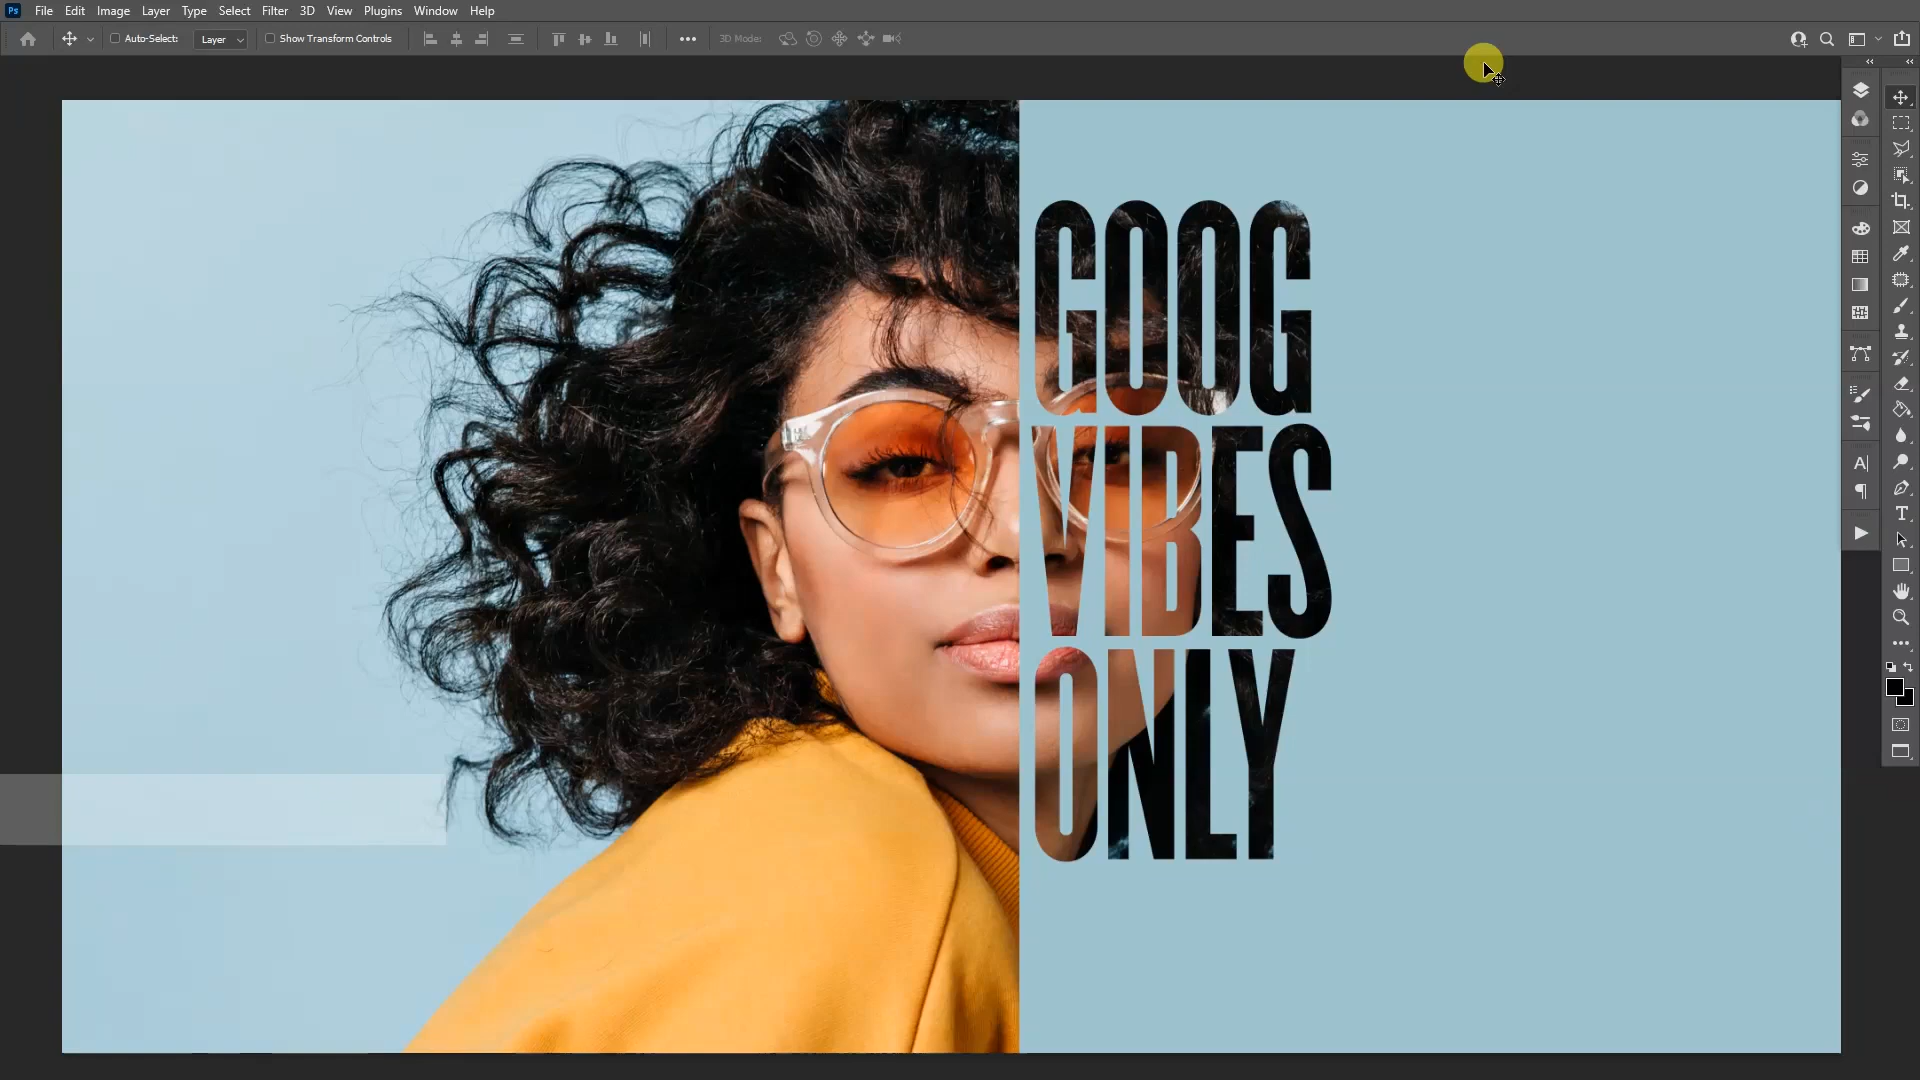 Ps File Edit Image Layer Type Select Filter 3D View Plugins Window Help
Auto-Select: Layer Show Transform Controls 3D Mode:
GOOG
VIBES
ONLY